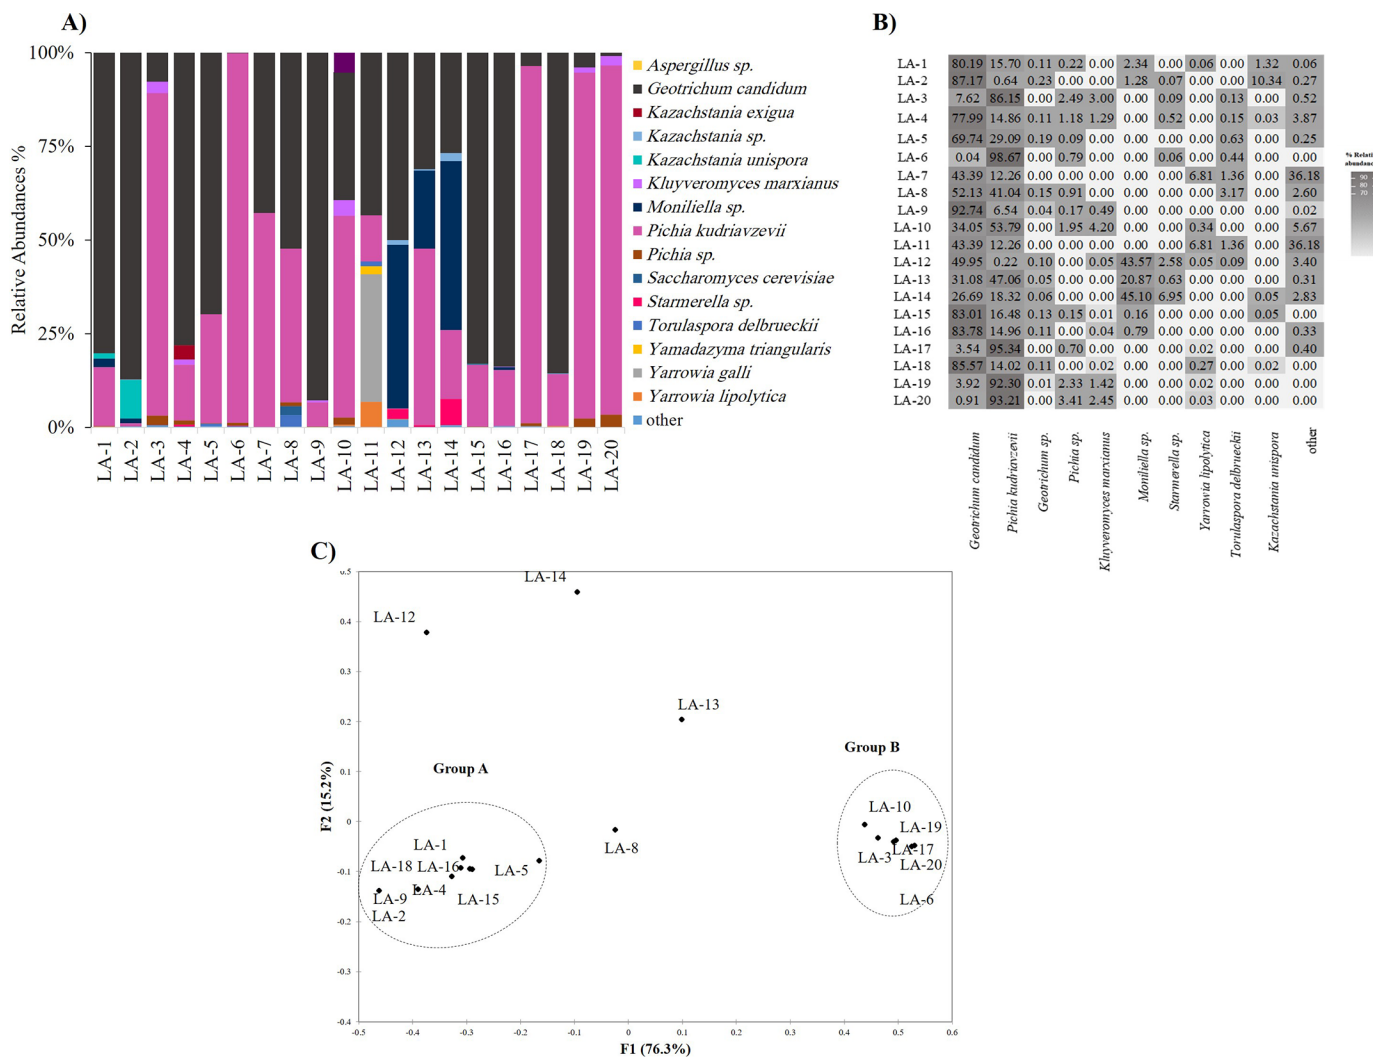 A)
Relative Abundances %
100%
75%
50%
25%
0%
LA-1 LA-2 LA-3 LA-4 LA-5 LA-6 LA-7 LA-8 LA-9 LA-10 LA-11 LA-12 LA-13 LA-14 LA-15 LA-16 LA-17 LA-18 LA-19 LA-20
Aspergillus sp.
Geotrichum candidum
Kazachstania exigua
Kazachstania sp.
Kazachstania unispora
Kluyveromyces marxianus
Moniliella sp.
Pichia kudriavzevii
Pichia sp.
Saccharomyces cerevisiae
Starmerella sp.
Torulaspora delbrueckii
Yamadazyma triangularis
Yarrowia galli
Yarrowia lipolytica
other
B)
LA-1 80.19 15.70 0.11 0.22 0.00 2.34 0.00 0.06 0.00 1.32 0.06
LA-2 87.17 0.64 0.23 0.00 0.00 1.28 0.07 0.00 0.00 10.34 0.27
LA-3 7.62 86.15 0.00 2.49 3.00 0.00 0.09 0.00 0.13 0.00 0.52
LA-4 77.99 14.86 0.11 1.18 1.29 0.00 0.52 0.00 0.15 0.03 3.87
LA-5 69.74 29.09 0.19 0.09 0.00 0.00 0.00 0.00 0.63 0.00 0.25
LA-6 0.04 98.67 0.00 0.79 0.00 0.00 0.06 0.00 0.44 0.00 0.00
LA-7 43.39 12.26 0.00 0.00 0.00 0.00 0.00 6.81 1.36 0.00 36.18
LA-8 52.13 41.04 0.15 0.91 0.00 0.00 0.00 0.00 3.17 0.00 2.60
LA-9 92.74 6.54 0.04 0.17 0.49 0.00 0.00 0.00 0.00 0.00 0.02
LA-10 34.05 53.79 0.00 1.95 4.20 0.00 0.00 0.34 0.00 0.00 5.67
LA-11 43.39 12.26 0.00 0.00 0.00 0.00 0.00 6.81 1.36 0.00 36.18
LA-12 49.95 0.22 0.10 0.00 0.05 43.57 2.58 0.05 0.09 0.00 3.40
LA-13 31.08 47.06 0.05 0.00 0.00 20.87 0.63 0.00 0.00 0.00 0.31
LA-14 26.69 18.32 0.06 0.00 0.00 45.10 6.95 0.00 0.00 0.05 2.83
LA-15 83.01 16.48 0.13 0.15 0.01 0.16 0.00 0.00 0.00 0.05 0.00
LA-16 83.78 14.96 0.11 0.00 0.04 0.79 0.00 0.00 0.00 0.00 0.33
LA-17 3.54 95.34 0.00 0.70 0.00 0.00 0.00 0.02 0.00 0.00 0.40
LA-18 85.57 14.02 0.11 0.00 0.02 0.00 0.00 0.27 0.00 0.02 0.00
LA-19 3.92 92.30 0.01 2.33 1.42 0.00 0.00 0.02 0.00 0.00 0.00
LA-20 0.91 93.21 0.00 3.41 2.45 0.00 0.00 0.03 0.00 0.00 0.00
Geotrichum candidum
Pichia kudriavzevii
Geotrichum sp.
Pichia sp.
Kluyveromyces marxianus
Moniliella sp.
Starmerella sp.
Yarrowia lipolytica
Torulaspora delbrueckii
Kazachstania unispora
other
% Relative
abundance
90
80
70
C)
F2 (15.2%)
0.5
0.4
0.3
0.2
0.1
0
-0.1
-0.2
-0.3
-0.4
LA-14
LA-12
LA-13
Group B
Group A
LA-10
LA-19
LA-1
LA-8
LA-3 LA-17
LA-18 LA-16 LA-5
LA-20
LA-4
LA-9 LA-15
LA-6
LA-2
-0.5 -0.4 -0.3 -0.2 -0.1 0 0.1 0.2 0.3 0.4 0.5 0.6
F1 (76.3%)